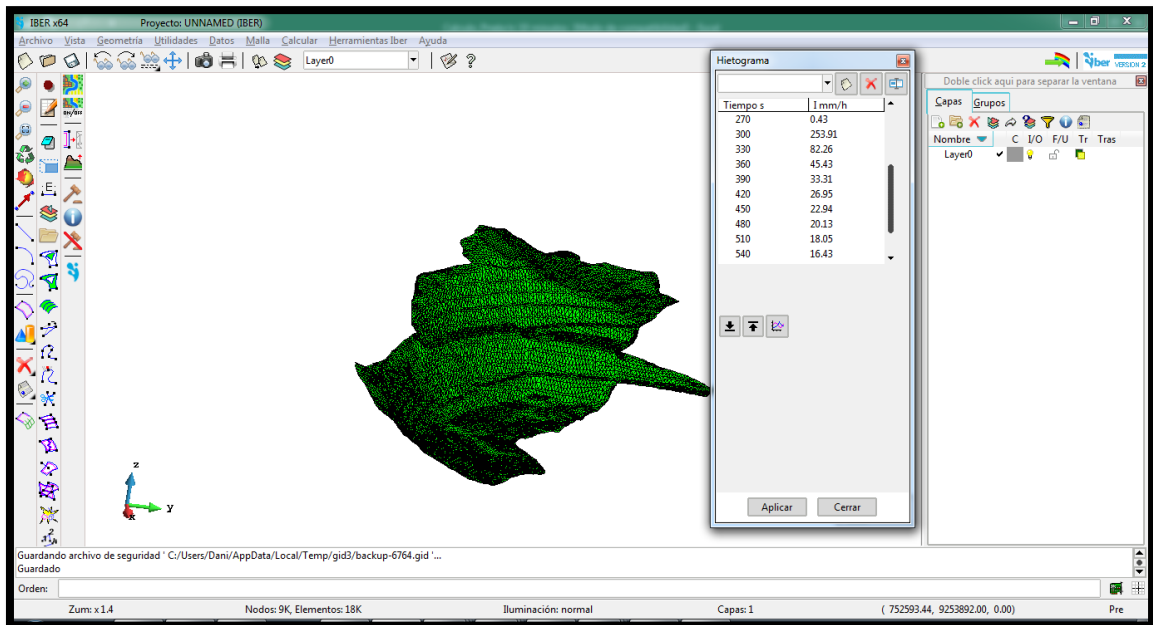 IBER x64 Proyecto: UNNAMED (IBER)
Archivo Vista Geometría Utilidades Datos Malla Calcular Herramientas Iber Ayuda
Layer0
Iber VERSION 2
ON/OFF
E
Hietograma
Tiempo s I mm/h
270 0.43
300 253.91
330 82.26
360 45.43
390 33.31
420 26.95
450 22.94
480 20.13
510 18.05
540 16.43
Aplicar Cerrar
Doble click aquí para separar la ventana
Capas Grupos
Nombre C I/O F/U Tr Tras
Layer0
z
y
x
Guardando archivo de seguridad ' C:/Users/Dani/AppData/Local/Temp/gid3/backup-6764.gid '...
Guardado
Orden:
Zum: x 1.4 Nodos: 9K, Elementos: 18K Iluminación: normal Capas: 1 ( 752593.44, 9253892.00, 0.00) Pre